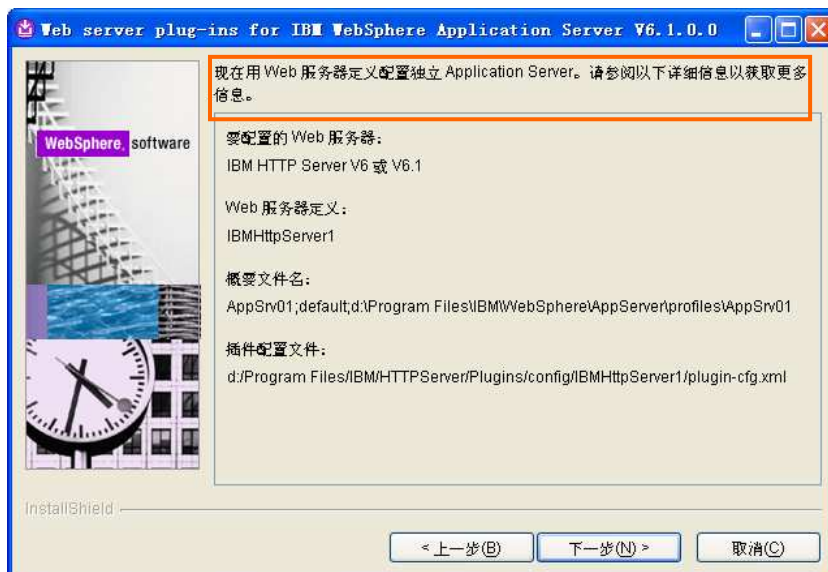 Web server plug-ins for IBM WebSphere Application Server V6.1.0.0
现在用 Web 服务器定义配置独立 Application Server。请参阅以下详细信息以获取更多
信息。
WebSphere. software
要配置的 Web 服务器：
IBM HTTP Server V6 或 V6.1
Web 服务器定义：
IBMHttpServer1
概要文件名：
AppSrv01;default;d:\Program Files\IBM\WebSphere\AppServer\profiles\AppSrv01
插件配置文件：
d:/Program Files/IBM/HTTPServer/Plugins/config/IBMHttpServer1/plugin-cfg.xml
InstallShield
< 上一步(B)
下一步(N) >
取消(C)